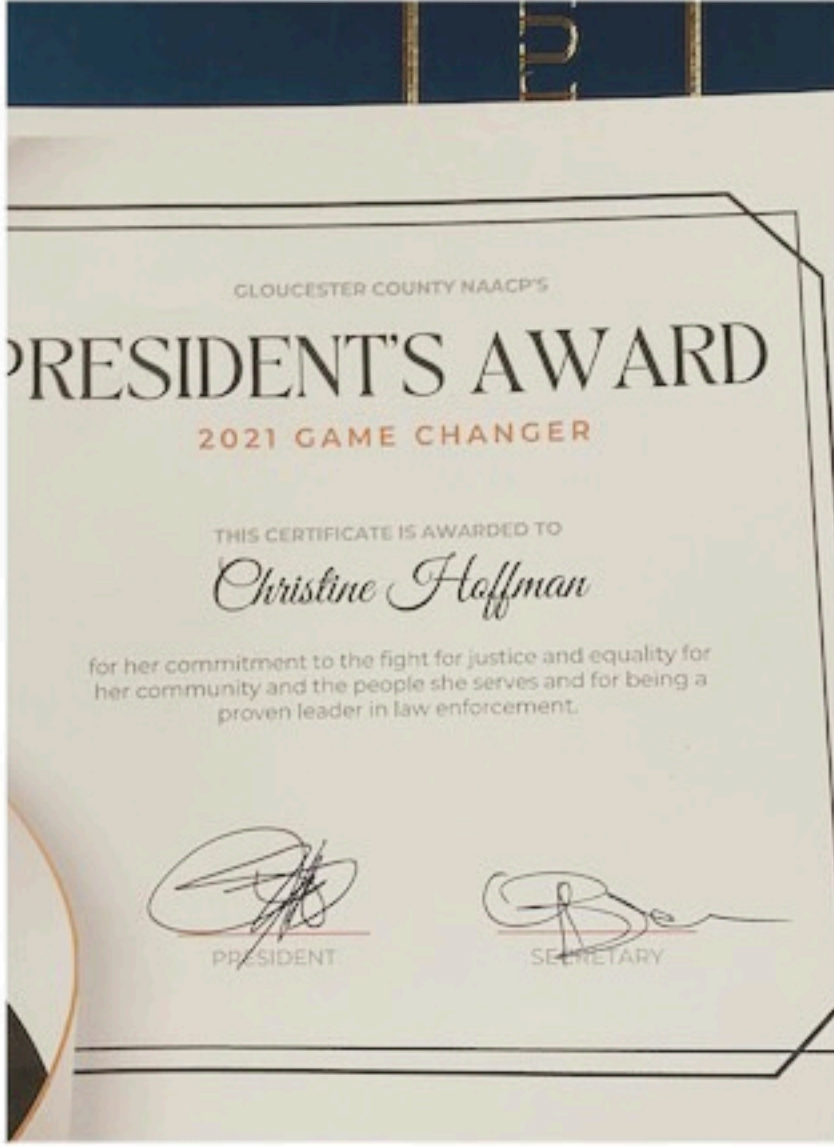 GLOUCESTER COUNTY NAACP'S
PRESIDENT'S AWARD
2021 GAME CHANGER
THIS CERTIFICATE IS AWARDED TO
Christine Hoffman
for her commitment to the fight for justice and equality for
her community and the people she serves and for being a
proven leader in law enforcement.
PRESIDENT
SECRETARY